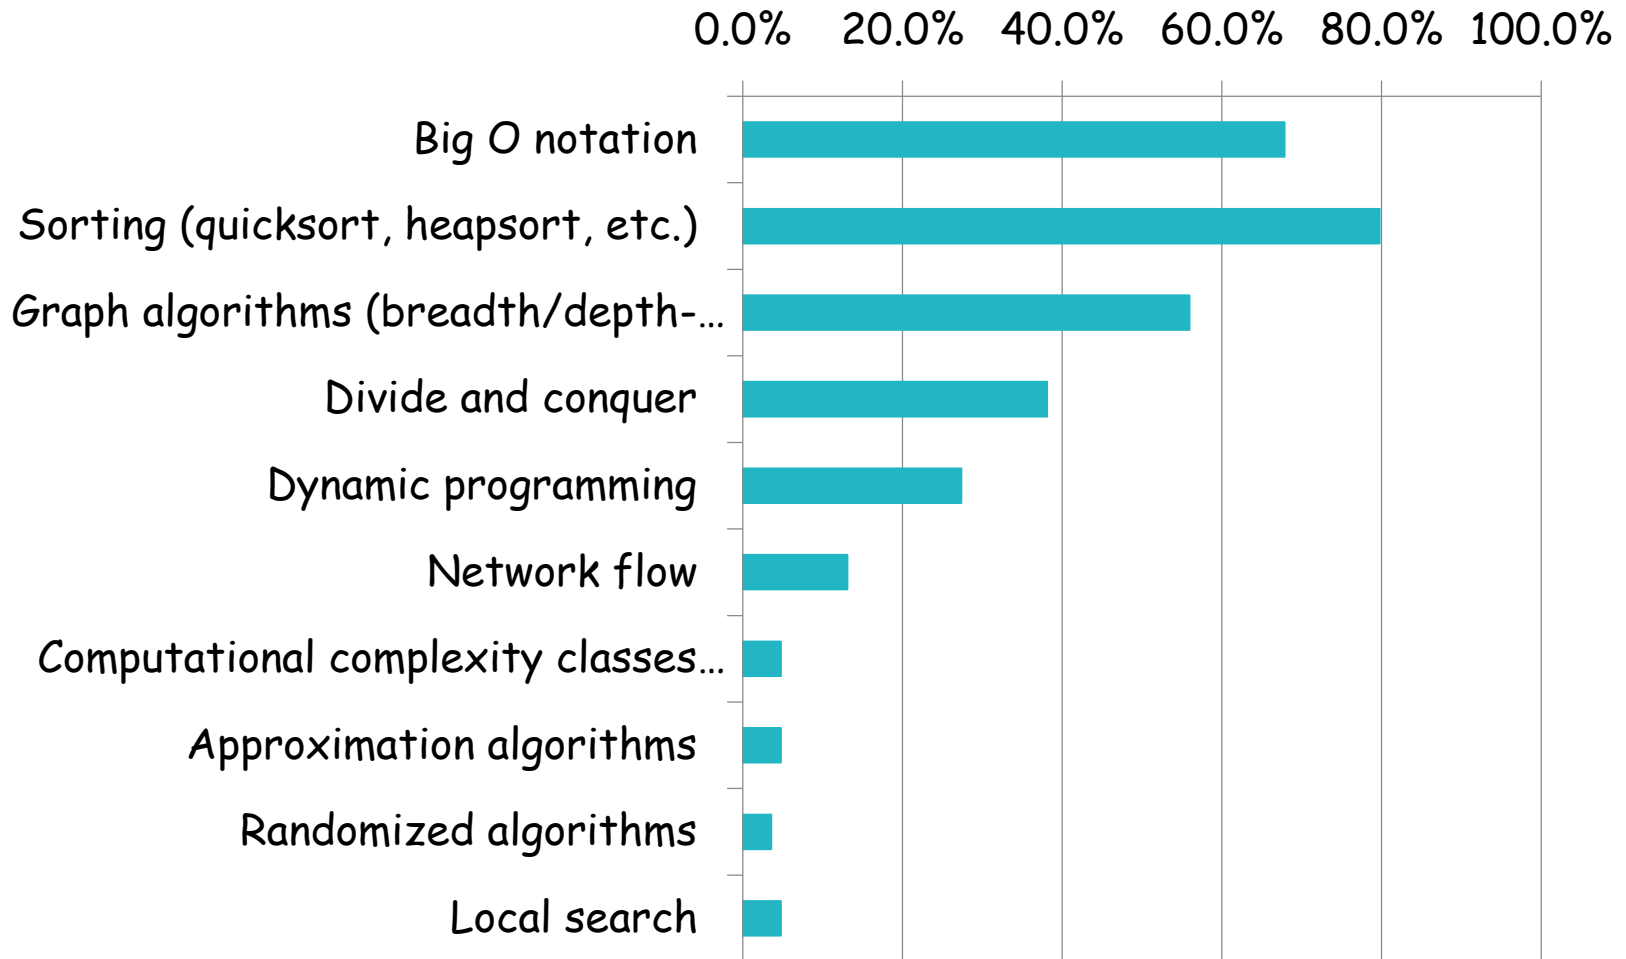 0.0% 20.0% 40.0% 60.0% 80.0% 100.0%
Big O notation
Sorting (quicksort, heapsort, etc.)
Graph algorithms (breadth/depth-...
Divide and conquer
Dynamic programming
Network flow
Computational complexity classes...
Approximation algorithms
Randomized algorithms
Local search